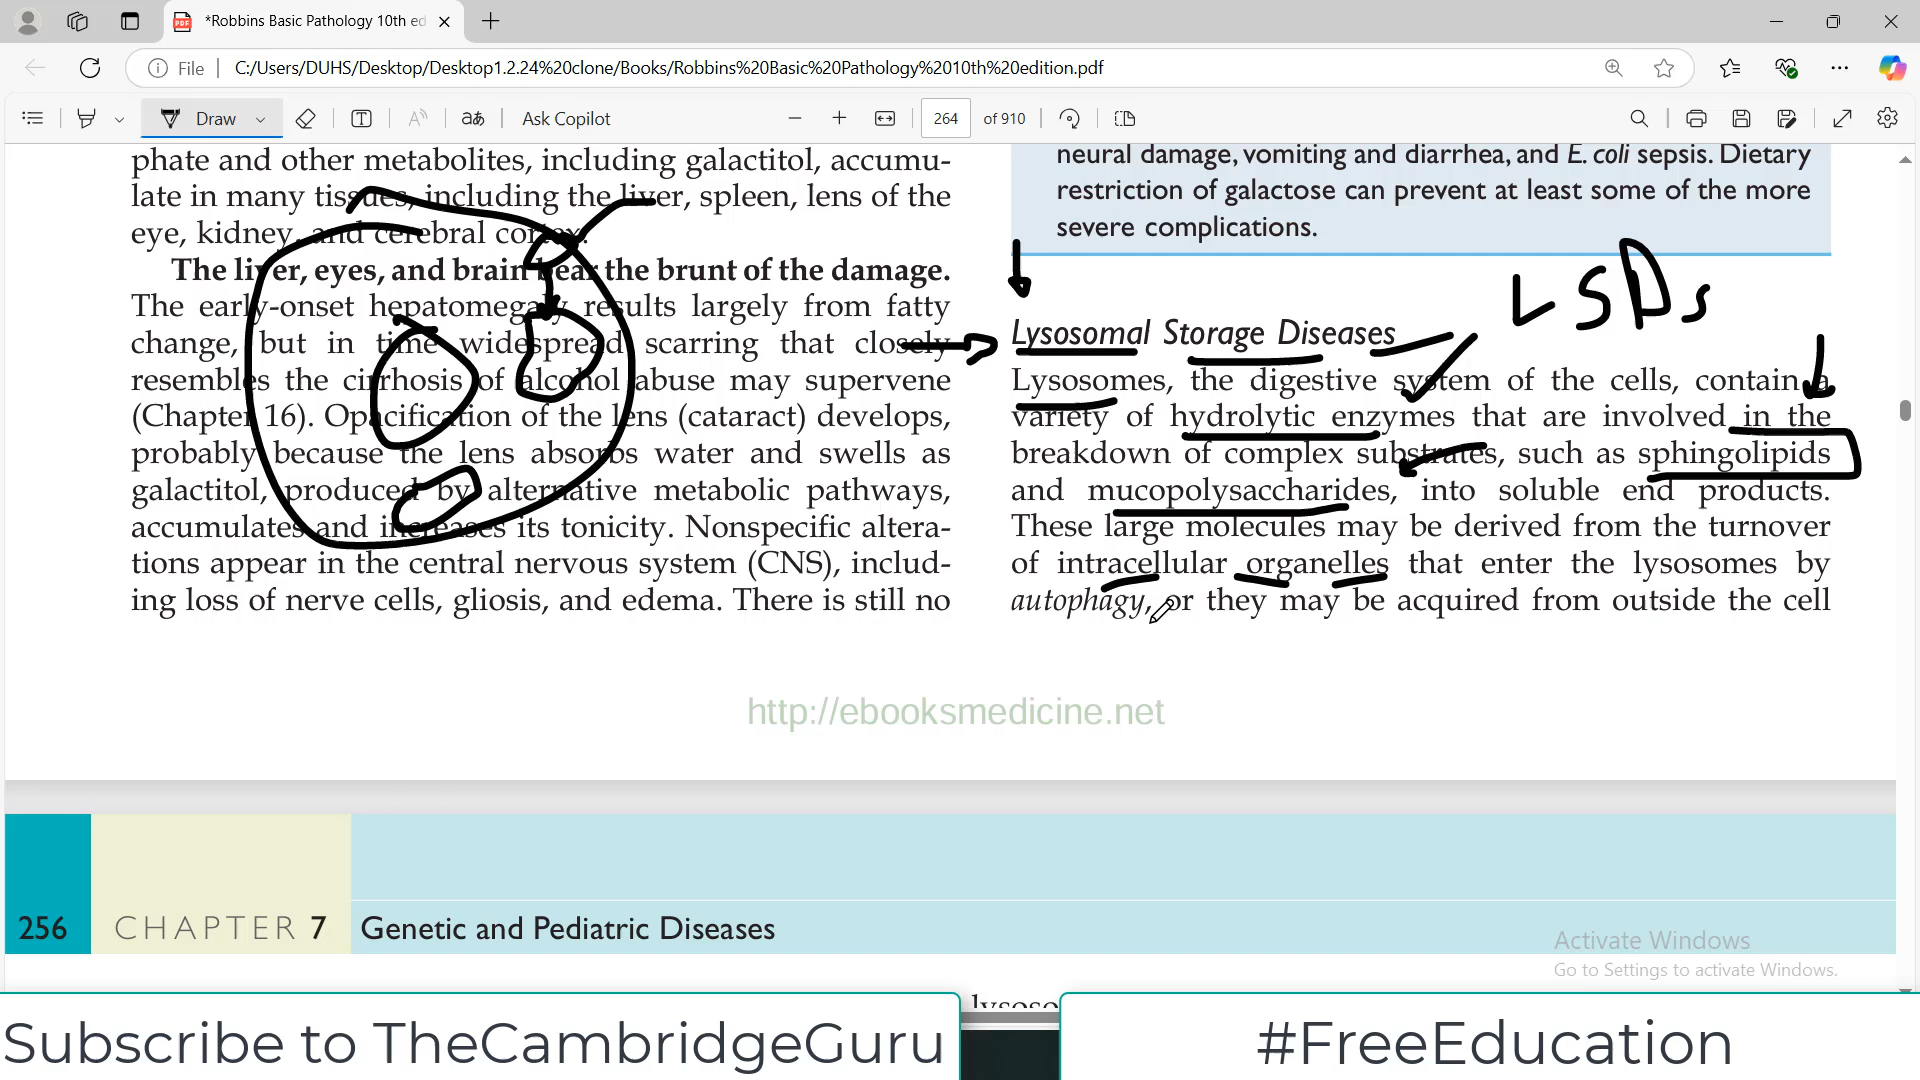 *Robbins Basic Pathology 10th ed
File
C:/Users/DUHS/Desktop/Desktop1.2.24%20clone/Books/Robbins%20Basic%20Pathology%2010th%20edition.pdf
Draw
Ask Copilot
264 of 910
phate and other metabolites, including galactitol, accumu-
late in many tissues, including the liver, spleen, lens of the
eye, kidney, and cerebral cortex.
The liver, eyes, and brain bear the brunt of the damage.
The early-onset hepatomegaly results largely from fatty
change, but in time widespread scarring that closely
resembles the cirrhosis of alcohol abuse may supervene
(Chapter 16). Opacification of the lens (cataract) develops,
probably because the lens absorbs water and swells as
galactitol, produced by alternative metabolic pathways,
accumulates and increases its tonicity. Nonspecific altera-
tions appear in the central nervous system (CNS), includ-
ing loss of nerve cells, gliosis, and edema. There is still no
neural damage, vomiting and diarrhea, and E. coli sepsis. Dietary
restriction of galactose can prevent at least some of the more
severe complications.
LSDs
Lysosomal Storage Diseases
Lysosomes, the digestive system of the cells, contain a
variety of hydrolytic enzymes that are involved in the
breakdown of complex substrates, such as sphingolipids
and mucopolysaccharides, into soluble end products.
These large molecules may be derived from the turnover
of intracellular organelles that enter the lysosomes by
autophagy, or they may be acquired from outside the cell
http://ebooksmedicine.net
256 CHAPTER 7 Genetic and Pediatric Diseases
Activate Windows
Go to Settings to activate Windows.
Subscribe to TheCambridgeGuru
#FreeEducation